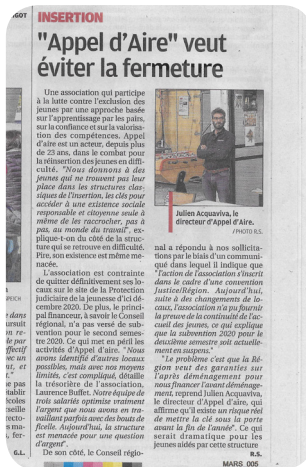 INSERTION
"Appel d'Aire" veut
éviter la fermeture
Une association qui participe
à la lutte contre l'exclusion des
jeunes par une approche basée
sur l'apprentissage par les pairs,
sur la confiance et sur la valorisa-
tion des compétences. Appel
d'aire est un acteur, depuis plus
de 23 ans, dans le combat pour
la réinsertion des jeunes en diffi-
culté. "Nous donnons à des
jeunes qui ne trouvent pas leur
place dans les structures clas-
siques de l'insertion, les clés pour
accéder à une existence sociale
responsable et citoyenne seule à
même de les raccrocher, pas à
pas, au monde du travail", ex-
plique-t-on du côté de la struc-
ture qui se retrouve en difficulté.
Pire, son existence est même me-
nacée.
L'association est contrainte
de quitter définitivement ses lo-
caux sur le site de la Protection
Judiciaire de la jeunesse d'ici dé-
cembre 2020. De plus, le princi-
pal financeur, à savoir le Conseil
régional, n'a pas versé de sub-
vention pour le second semes-
tre 2020. Ce qui met en péril les
activités d'Appel d'aire. "Nous
avons identifié d'autres locaux
possibles, mais avec nos moyens
limités, c'est compliqué, détaille
la trésorière de l'association,
Laurence Buffet. Notre équipe de
trois salariés optimise vraiment
l'argent que nous avons en tra-
vaillant parfois avec des bouts de
ficelle. Aujourd'hui, la structure
est menacée pour une question
d'argent".
De son côté, le Conseil régio-
Julien Acquaviva, le
directeur d'Appel d'Aire.
/ PHOTO R.S.
nal a répondu à nos sollicita-
tions par le biais d'un communi-
qué dans lequel il indique que
"l'action de l'association s'inscrit
dans le cadre d'une convention
Justice/Région. Aujourd'hui,
suite à des changements de lo-
caux, l'association n'a pu fournir
la preuve de la continuité de l'ac-
cueil des jeunes, ce qui explique
que la subvention 2020 pour le
deuxième semestre soit actuelle-
ment en suspens."
"Le problème c'est que la Ré-
gion veut des garanties sur
l'après déménagement pour
nous financer l'avant déménage-
ment, reprend Julien Acquaviva,
le directeur d'Appel d'Aire, qui
affirme qu'il existe un risque réel
de mettre la clé sous la porte
avant la fin de l'année". Ce qui
serait dramatique pour les
jeunes aidés par cette structure
R.S.
G.L.
MARS 005